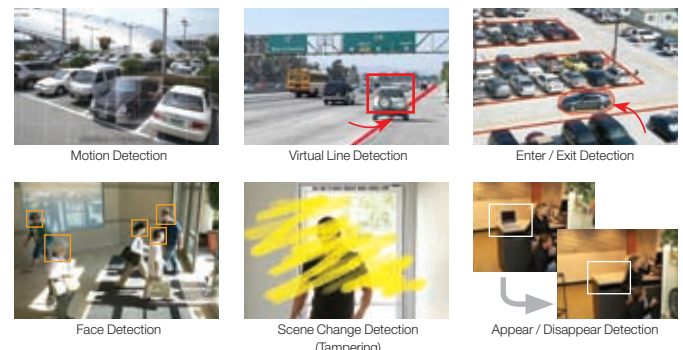 Motion Detection
Virtual Line Detection
Enter / Exit Detection
Face Detection
Scene Change Detection
(Tampering)
Appear / Disappear Detection